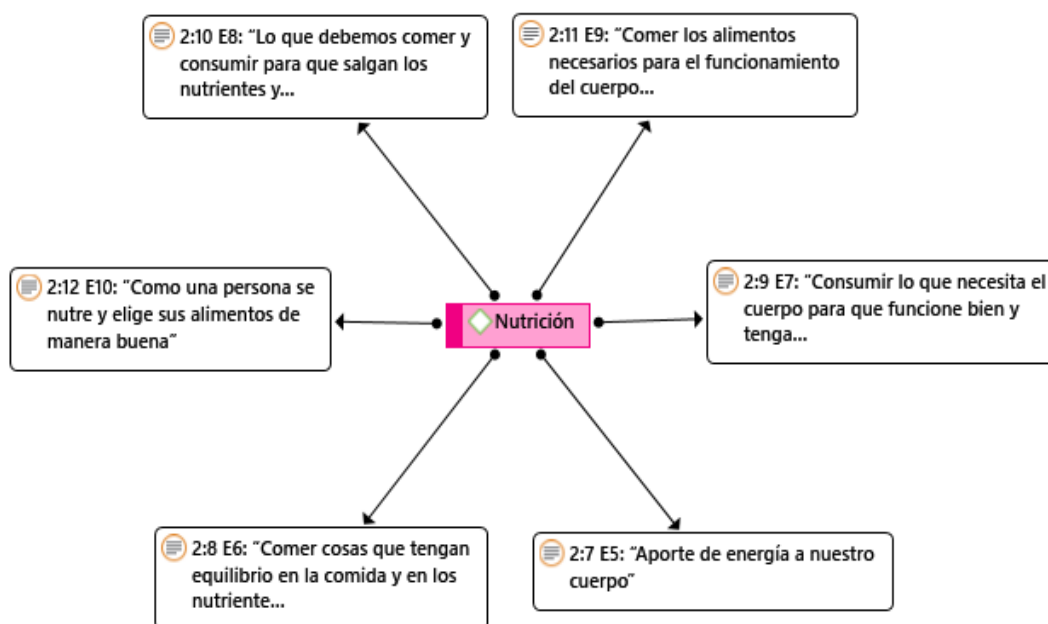 2:10 E8: “Lo que debemos comer y
consumir para que salgan los
nutrientes y...
2:11 E9: “Comer los alimentos
necesarios para el funcionamiento
del cuerpo...
2:12 E10: “Como una persona se
nutre y elige sus alimentos de
manera buena”
Nutrición
2:9 E7: “Consumir lo que necesita el
cuerpo para que funcione bien y
tenga...
2:8 E6: “Comer cosas que tengan
equilibrio en la comida y en los
nutriente...
2:7 E5: “Aporte de energía a nuestro
cuerpo”